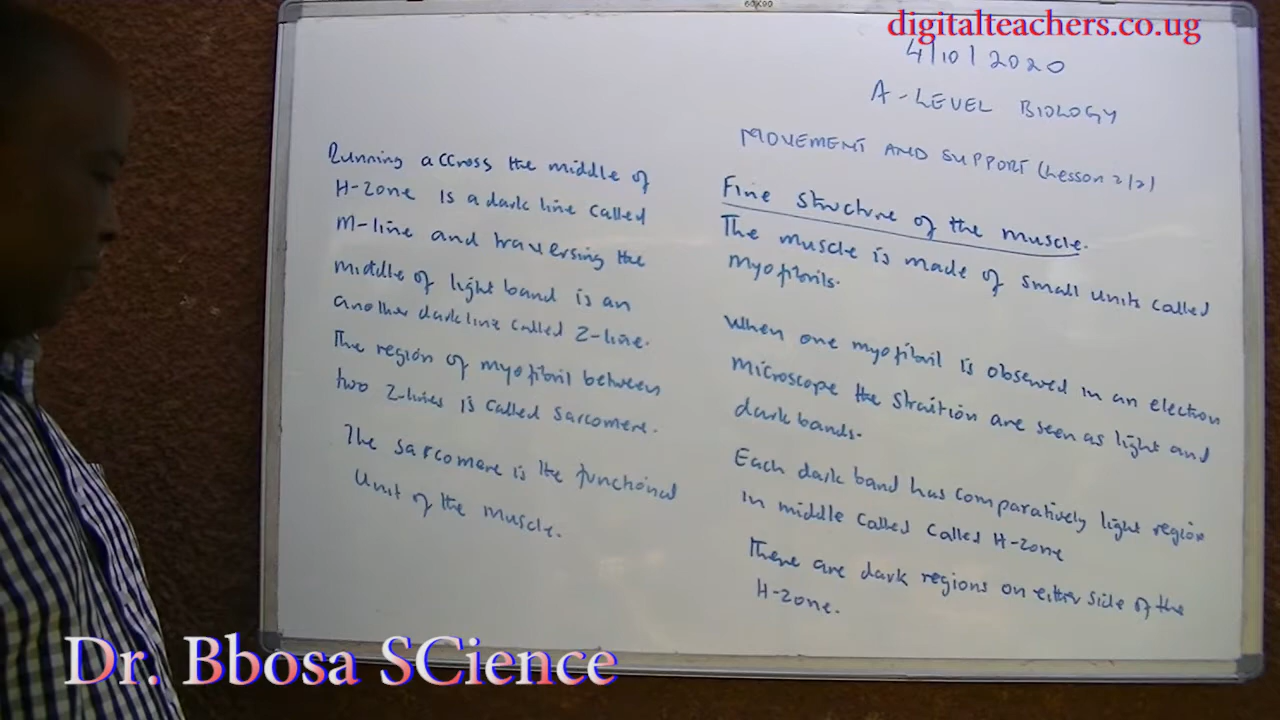 60x90
digitalteachers.co.ug
4/10/2020
A-LEVEL BIOLOGY
MOVEMENT AND SUPPORT (Lesson 2/2)
Fine structure of the muscle.
The muscle is made of small units called
myofibrils.
When one myofibril is observed in an electron
microscope the straition are seen as light and
dark bands.
Each dark band has comparatively light region
in middle called called H-zone
There are dark regions on either side of the
H-zone.
Running accross the middle of
H-zone is a dark line called
M-line and traversing the
middle of light band is an
another dark line called Z-line.
The region of myofibril between
two Z-lines is called sarcomere.
The sarcomere is the functional
unit of the muscle.
Dr. Bbosa SCience